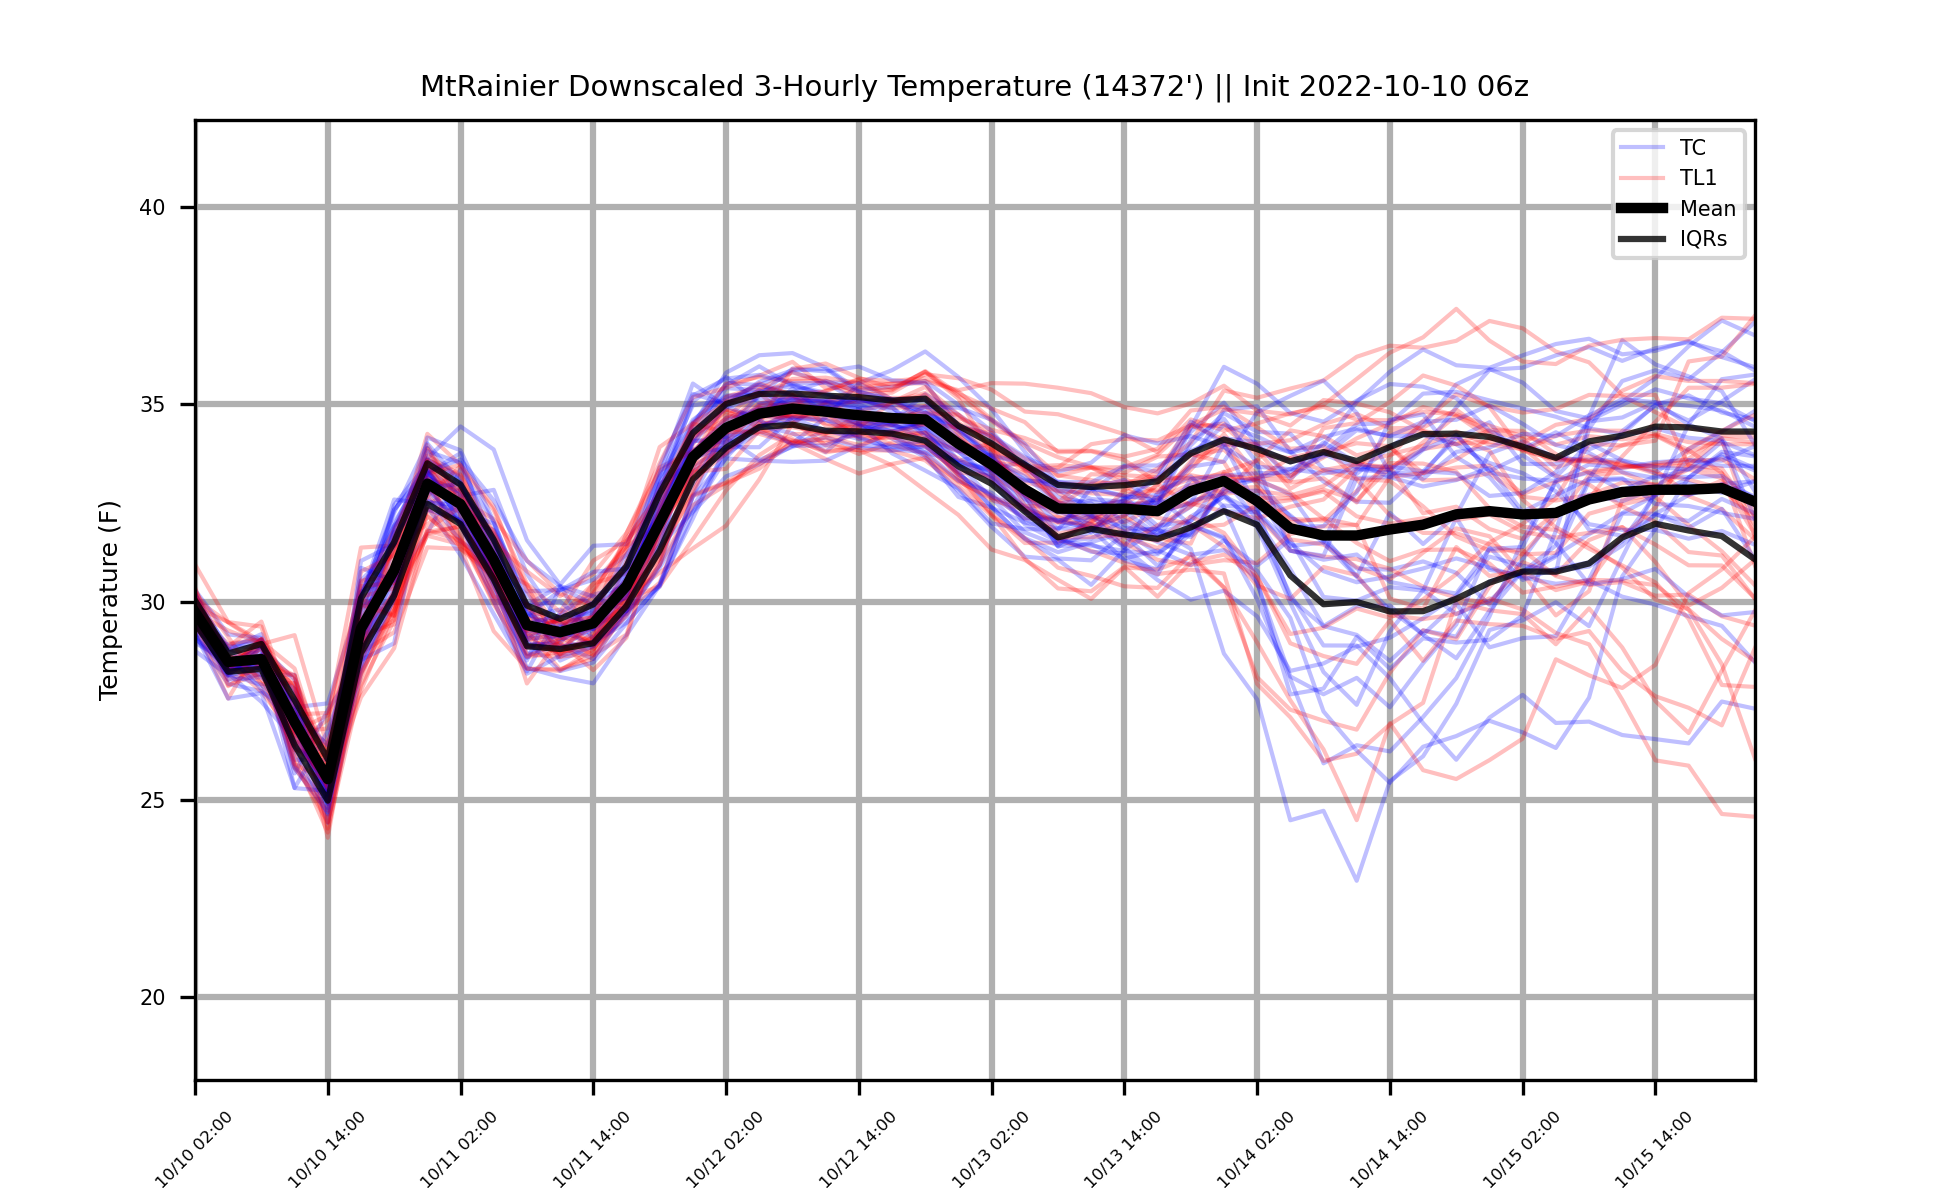 MtRainier Downscaled 3-Hourly Temperature (14372') || Init 2022-10-10 06z
TC
TL1
Mean
IQRs
Temperature (F)
40
35
30
25
20
10/10 02:00
10/10 14:00
10/11 02:00
10/11 14:00
10/12 02:00
10/12 14:00
10/13 02:00
10/13 14:00
10/14 02:00
10/14 14:00
10/15 02:00
10/15 14:00